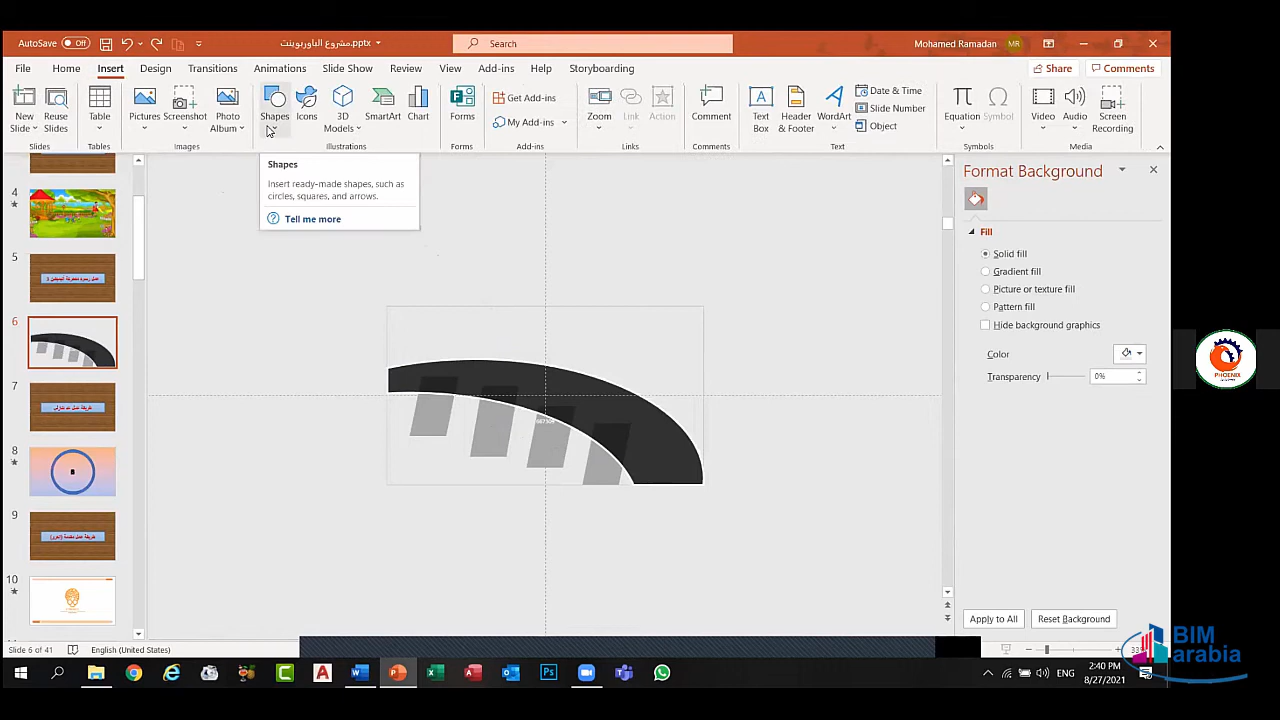 AutoSave Off
مشروع الباوربوينت.pptx
Search
Mohamed Ramadan MR
File Home Insert Design Transitions Animations Slide Show Review View Add-ins Help Storyboarding
Share Comments
New Slide
Reuse Slides
Table
Pictures
Screenshot
Photo Album
Shapes
Icons
3D Models
SmartArt
Chart
Forms
Get Add-ins
My Add-ins
Zoom
Link
Action
Comment
Text Box
Header & Footer
WordArt
Date & Time
Slide Number
Object
Equation
Symbol
Video
Audio
Screen Recording
Slides Tables Images Illustrations Forms Add-ins Links Comments Text Symbols Media
Shapes
Insert ready-made shapes, such as
circles, squares, and arrows.
Tell me more
4
5
6
7
طريقة عمل عد تنازلي
8
9
10
Format Background
Fill
Solid fill
Gradient fill
Picture or texture fill
Pattern fill
Hide background graphics
Color
Transparency 0%
Apply to All Reset Background
PHOENIX
Slide 6 of 41 English (United States)
33%
BIM
arabia
ENG
2:40 PM
8/27/2021